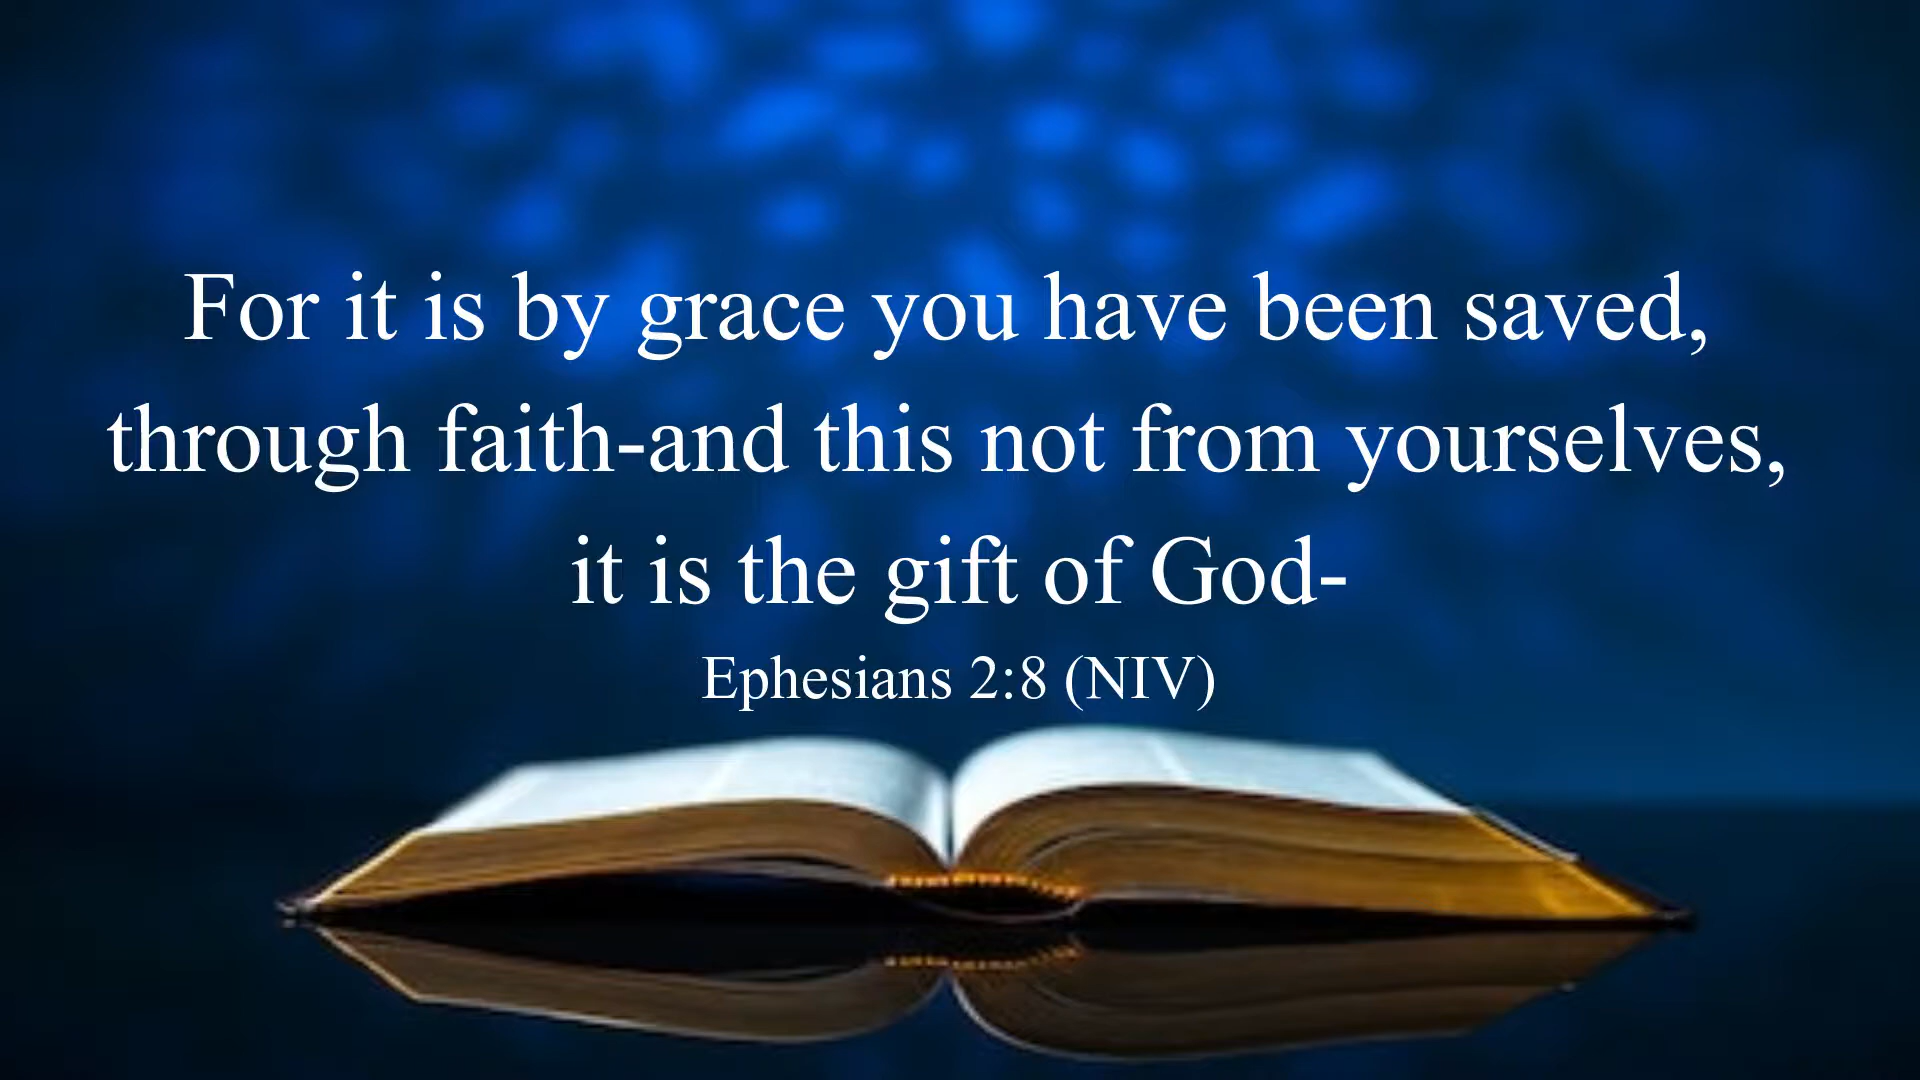 For it is by grace you have been saved,
through faith-and this not from yourselves,
it is the gift of God-
Ephesians 2:8 (NIV)